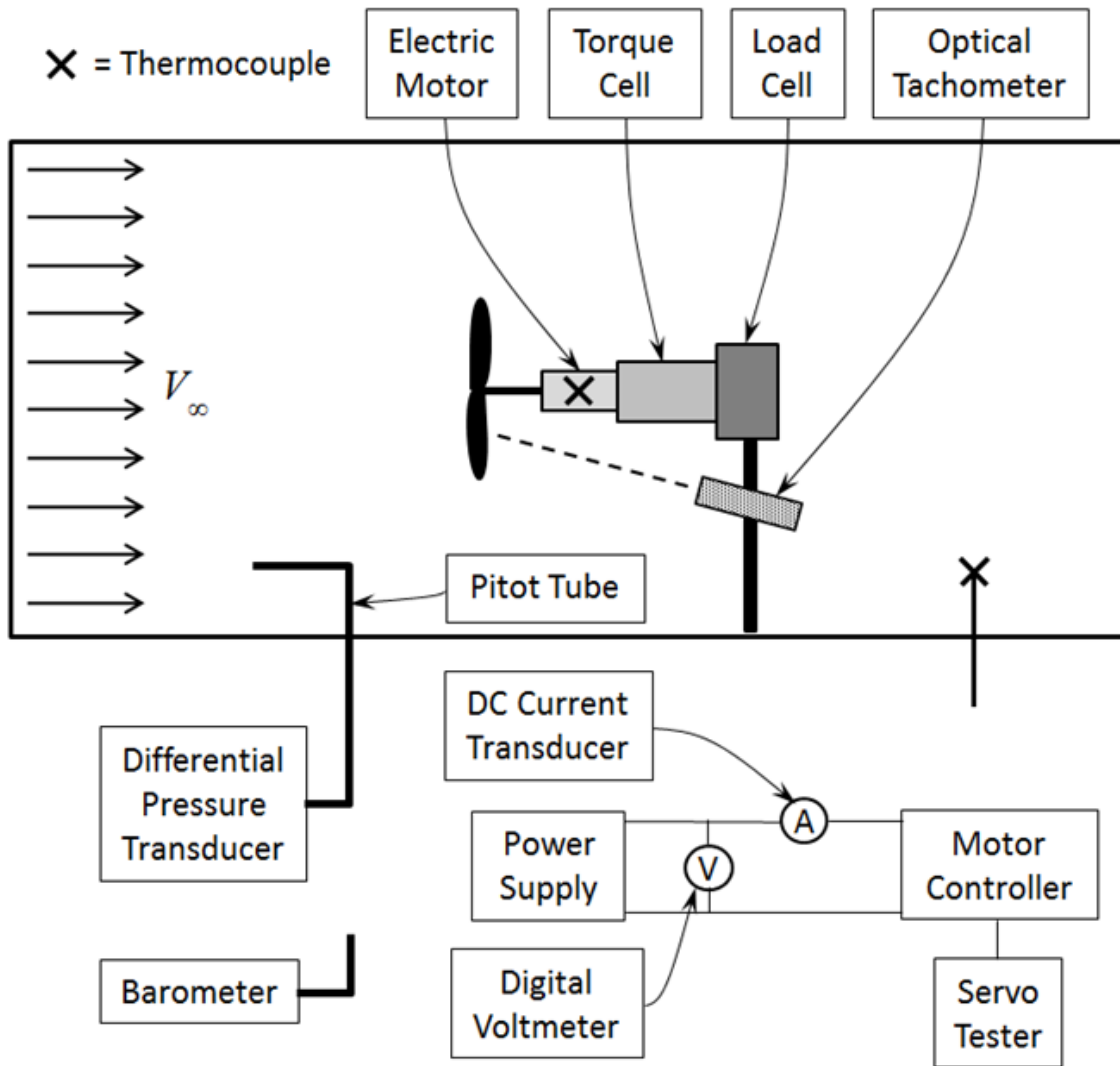 = Thermocouple
Electric
Motor
Torque
Cell
Load
Cell
Optical
Tachometer
V∞
Pitot Tube
DC Current
Transducer
Differential
Pressure
Transducer
A
Power
Supply
V
Motor
Controller
Barometer
Digital
Voltmeter
Servo
Tester